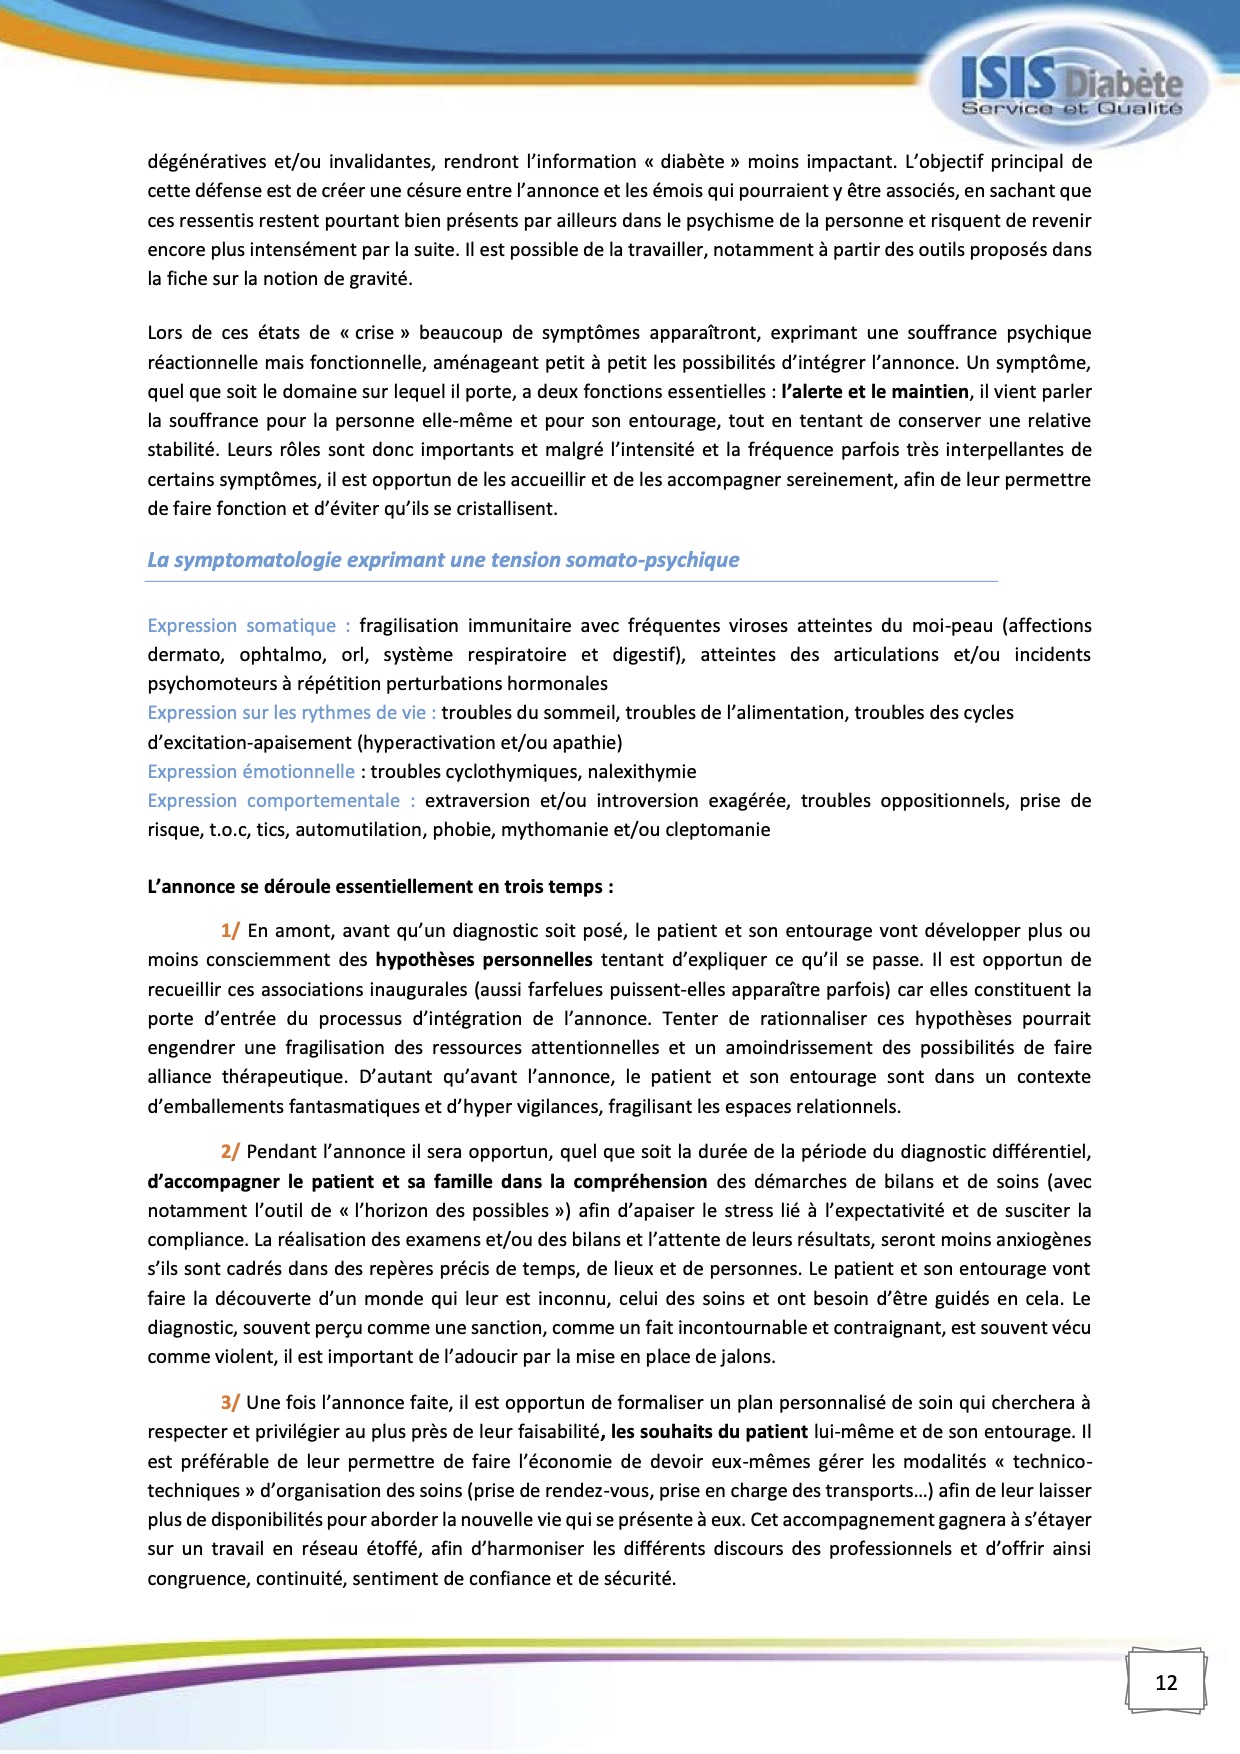 ISIS Diabète
Service et Qualité
dégénératives et/ou invalidantes, rendront l’information « diabète » moins impactant. L’objectif principal de
cette défense est de créer une césure entre l’annonce et les émois qui pourraient y être associés, en sachant que
ces ressentis restent pourtant bien présents par ailleurs dans le psychisme de la personne et risquent de revenir
encore plus intensément par la suite. Il est possible de la travailler, notamment à partir des outils proposés dans
la fiche sur la notion de gravité.
Lors de ces états de « crise » beaucoup de symptômes apparaîtront, exprimant une souffrance psychique
réactionnelle mais fonctionnelle, aménageant petit à petit les possibilités d’intégrer l’annonce. Un symptôme,
quel que soit le domaine sur lequel il porte, a deux fonctions essentielles : l’alerte et le maintien, il vient parler
la souffrance pour la personne elle-même et pour son entourage, tout en tentant de conserver une relative
stabilité. Leurs rôles sont donc importants et malgré l’intensité et la fréquence parfois très interpellantes de
certains symptômes, il est opportun de les accueillir et de les accompagner sereinement, afin de leur permettre
de faire fonction et d’éviter qu’ils se cristallisent.
La symptomatologie exprimant une tension somato-psychique
Expression somatique : fragilisation immunitaire avec fréquentes viroses atteintes du moi-peau (affections
dermato, ophtalmo, orl, système respiratoire et digestif), atteintes des articulations et/ou incidents
psychomoteurs à répétition perturbations hormonales
Expression sur les rythmes de vie : troubles du sommeil, troubles de l’alimentation, troubles des cycles
d’excitation-apaisement (hyperactivation et/ou apathie)
Expression émotionnelle : troubles cyclothymiques, nalexithymie
Expression comportementale : extraversion et/ou introversion exagérée, troubles oppositionnels, prise de
risque, t.o.c, tics, automutilation, phobie, mythomanie et/ou cleptomanie
L’annonce se déroule essentiellement en trois temps :
1/ En amont, avant qu’un diagnostic soit posé, le patient et son entourage vont développer plus ou
moins consciemment des hypothèses personnelles tentant d’expliquer ce qu’il se passe. Il est opportun de
recueillir ces associations inaugurales (aussi farfelues puissent-elles apparaître parfois) car elles constituent la
porte d’entrée du processus d’intégration de l’annonce. Tenter de rationnaliser ces hypothèses pourrait
engendrer une fragilisation des ressources attentionnelles et un amoindrissement des possibilités de faire
alliance thérapeutique. D’autant qu’avant l’annonce, le patient et son entourage sont dans un contexte
d’emballements fantasmatiques et d’hyper vigilances, fragilisant les espaces relationnels.
2/ Pendant l’annonce il sera opportun, quel que soit la durée de la période du diagnostic différentiel,
d’accompagner le patient et sa famille dans la compréhension des démarches de bilans et de soins (avec
notamment l’outil de « l’horizon des possibles ») afin d’apaiser le stress lié à l’expectativité et de susciter la
compliance. La réalisation des examens et/ou des bilans et l’attente de leurs résultats, seront moins anxiogènes
s’ils sont cadrés dans des repères précis de temps, de lieux et de personnes. Le patient et son entourage vont
faire la découverte d’un monde qui leur est inconnu, celui des soins et ont besoin d’être guidés en cela. Le
diagnostic, souvent perçu comme une sanction, comme un fait incontournable et contraignant, est souvent vécu
comme violent, il est important de l’adoucir par la mise en place de jalons.
3/ Une fois l’annonce faite, il est opportun de formaliser un plan personnalisé de soin qui cherchera à
respecter et privilégier au plus près de leur faisabilité, les souhaits du patient lui-même et de son entourage. Il
est préférable de leur permettre de faire l’économie de devoir eux-mêmes gérer les modalités « technico-
techniques » d’organisation des soins (prise de rendez-vous, prise en charge des transports…) afin de leur laisser
plus de disponibilités pour aborder la nouvelle vie qui se présente à eux. Cet accompagnement gagnera à s’étayer
sur un travail en réseau étoffé, afin d’harmoniser les différents discours des professionnels et d’offrir ainsi
congruence, continuité, sentiment de confiance et de sécurité.
12